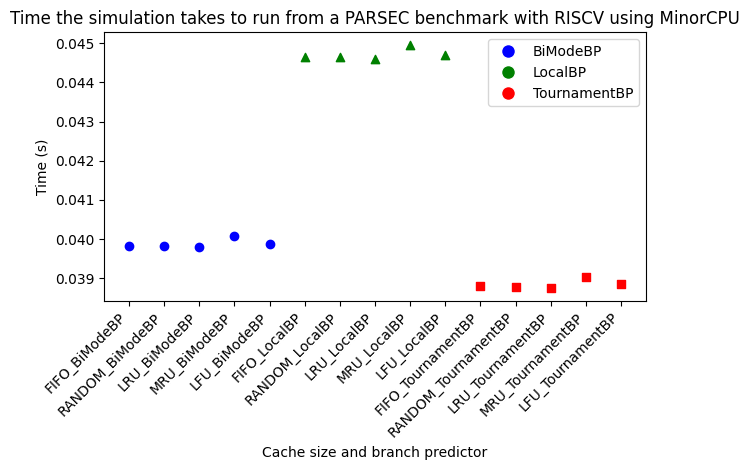 Time the simulation takes to run from a PARSEC benchmark with RISCV using MinorCPU
0.045
0.044
0.043
0.042
0.041
0.040
0.039
Time (s)
BiModeBP
LocalBP
TournamentBP
FIFO_BiModeBP
RANDOM_BiModeBP
LRU_BiModeBP
MRU_BiModeBP
LFU_BiModeBP
FIFO_LocalBP
RANDOM_LocalBP
LRU_LocalBP
MRU_LocalBP
LFU_LocalBP
FIFO_TournamentBP
RANDOM_TournamentBP
LRU_TournamentBP
MRU_TournamentBP
LFU_TournamentBP
Cache size and branch predictor